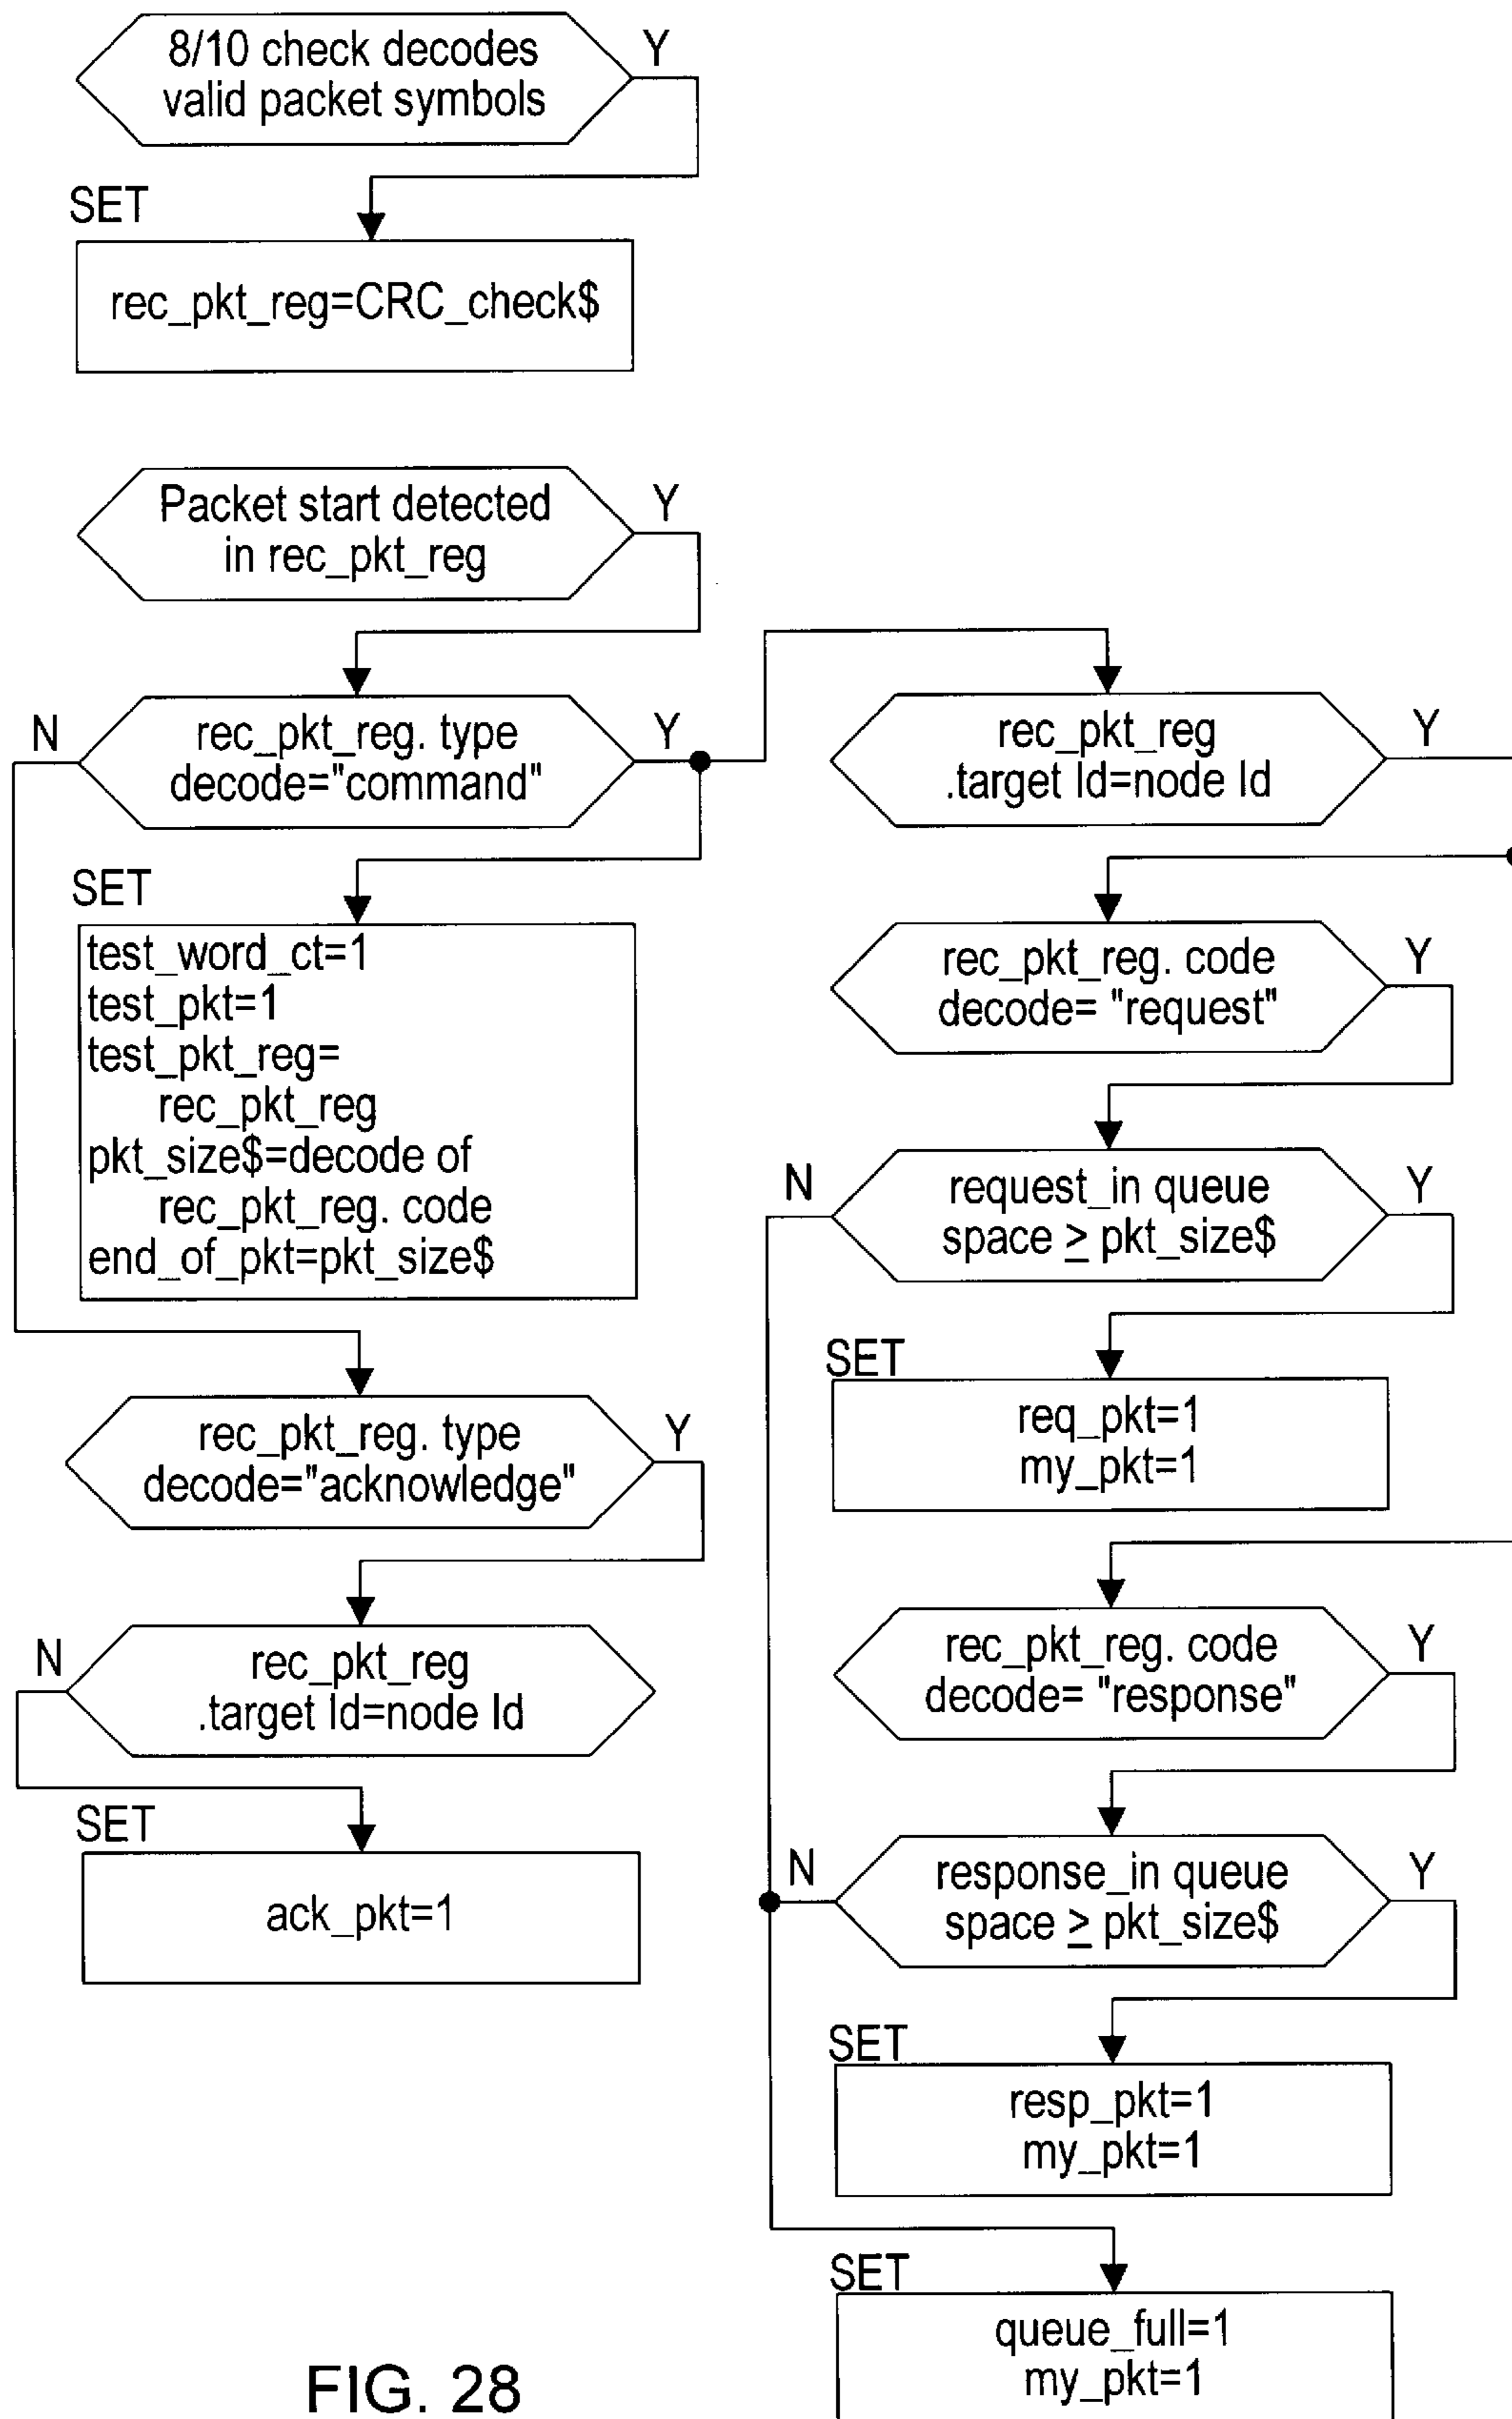 8/10 check decodes
valid packet symbols
Y
SET
rec_pkt_reg=CRC_check$
Packet start detected
in rec_pkt_reg
Y
N
rec_pkt_reg. type
decode="command"
Y
SET
test_word_ct=1
test_pkt=1
test_pkt_reg=
rec_pkt_reg
pkt_size$=decode of
rec_pkt_reg. code
end_of_pkt=pkt_size$
rec_pkt_reg. type
decode="acknowledge"
Y
N
rec_pkt_reg
.target Id=node Id
SET
ack_pkt=1
rec_pkt_reg
.target Id=node Id
Y
rec_pkt_reg. code
decode= "request"
Y
N
request_in queue
space ≥ pkt_size$
Y
SET
req_pkt=1
my_pkt=1
rec_pkt_reg. code
decode= "response"
Y
N
response_in queue
space ≥ pkt_size$
Y
SET
resp_pkt=1
my_pkt=1
SET
queue_full=1
my_pkt=1
FIG. 28